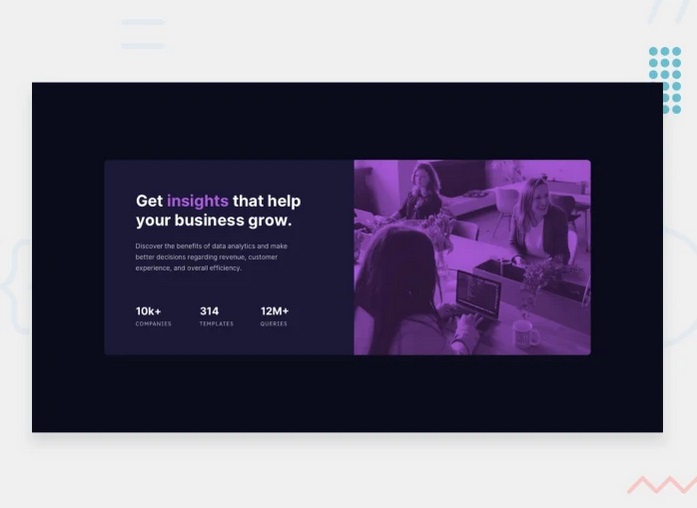 Get insights that help
your business grow.
Discover the benefits of data analytics and make
better decisions regarding revenue, customer
experience, and overall efficiency.
10k+ 314 12M+
COMPANIES TEMPLATES QUERIES